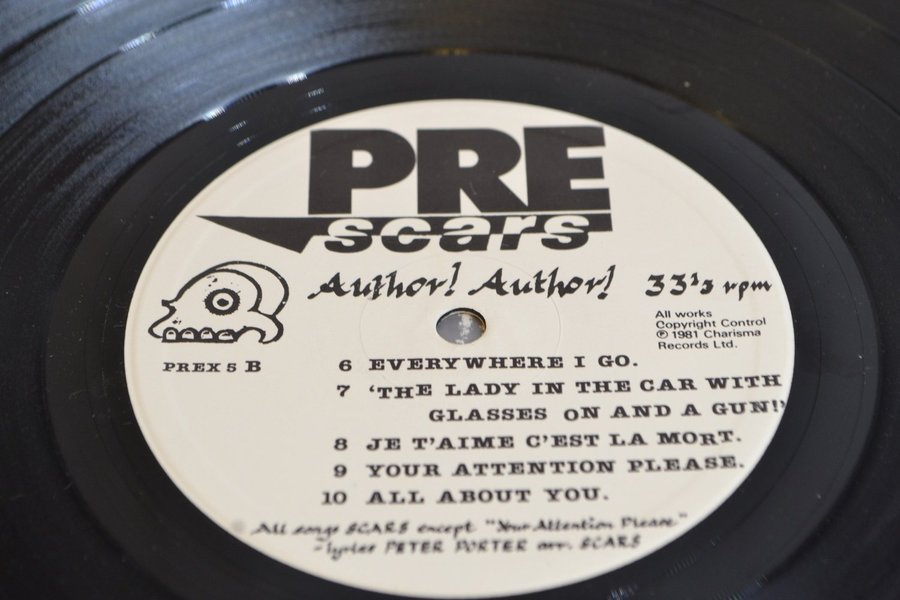 PRE
scars
Author! Author!
33⅓ rpm
All works
Copyright Control
℗ 1981 Charisma
Records Ltd.
PREX 5 B
6 EVERYWHERE I GO.
7 'THE LADY IN THE CAR WITH
GLASSES ON AND A GUN!'
8 JE T'AIME C'EST LA MORT.
9 YOUR ATTENTION PLEASE.
10 ALL ABOUT YOU.
All songs SCARS except "Your Attention Please"
-lyrics PETER PORTER arr. SCARS